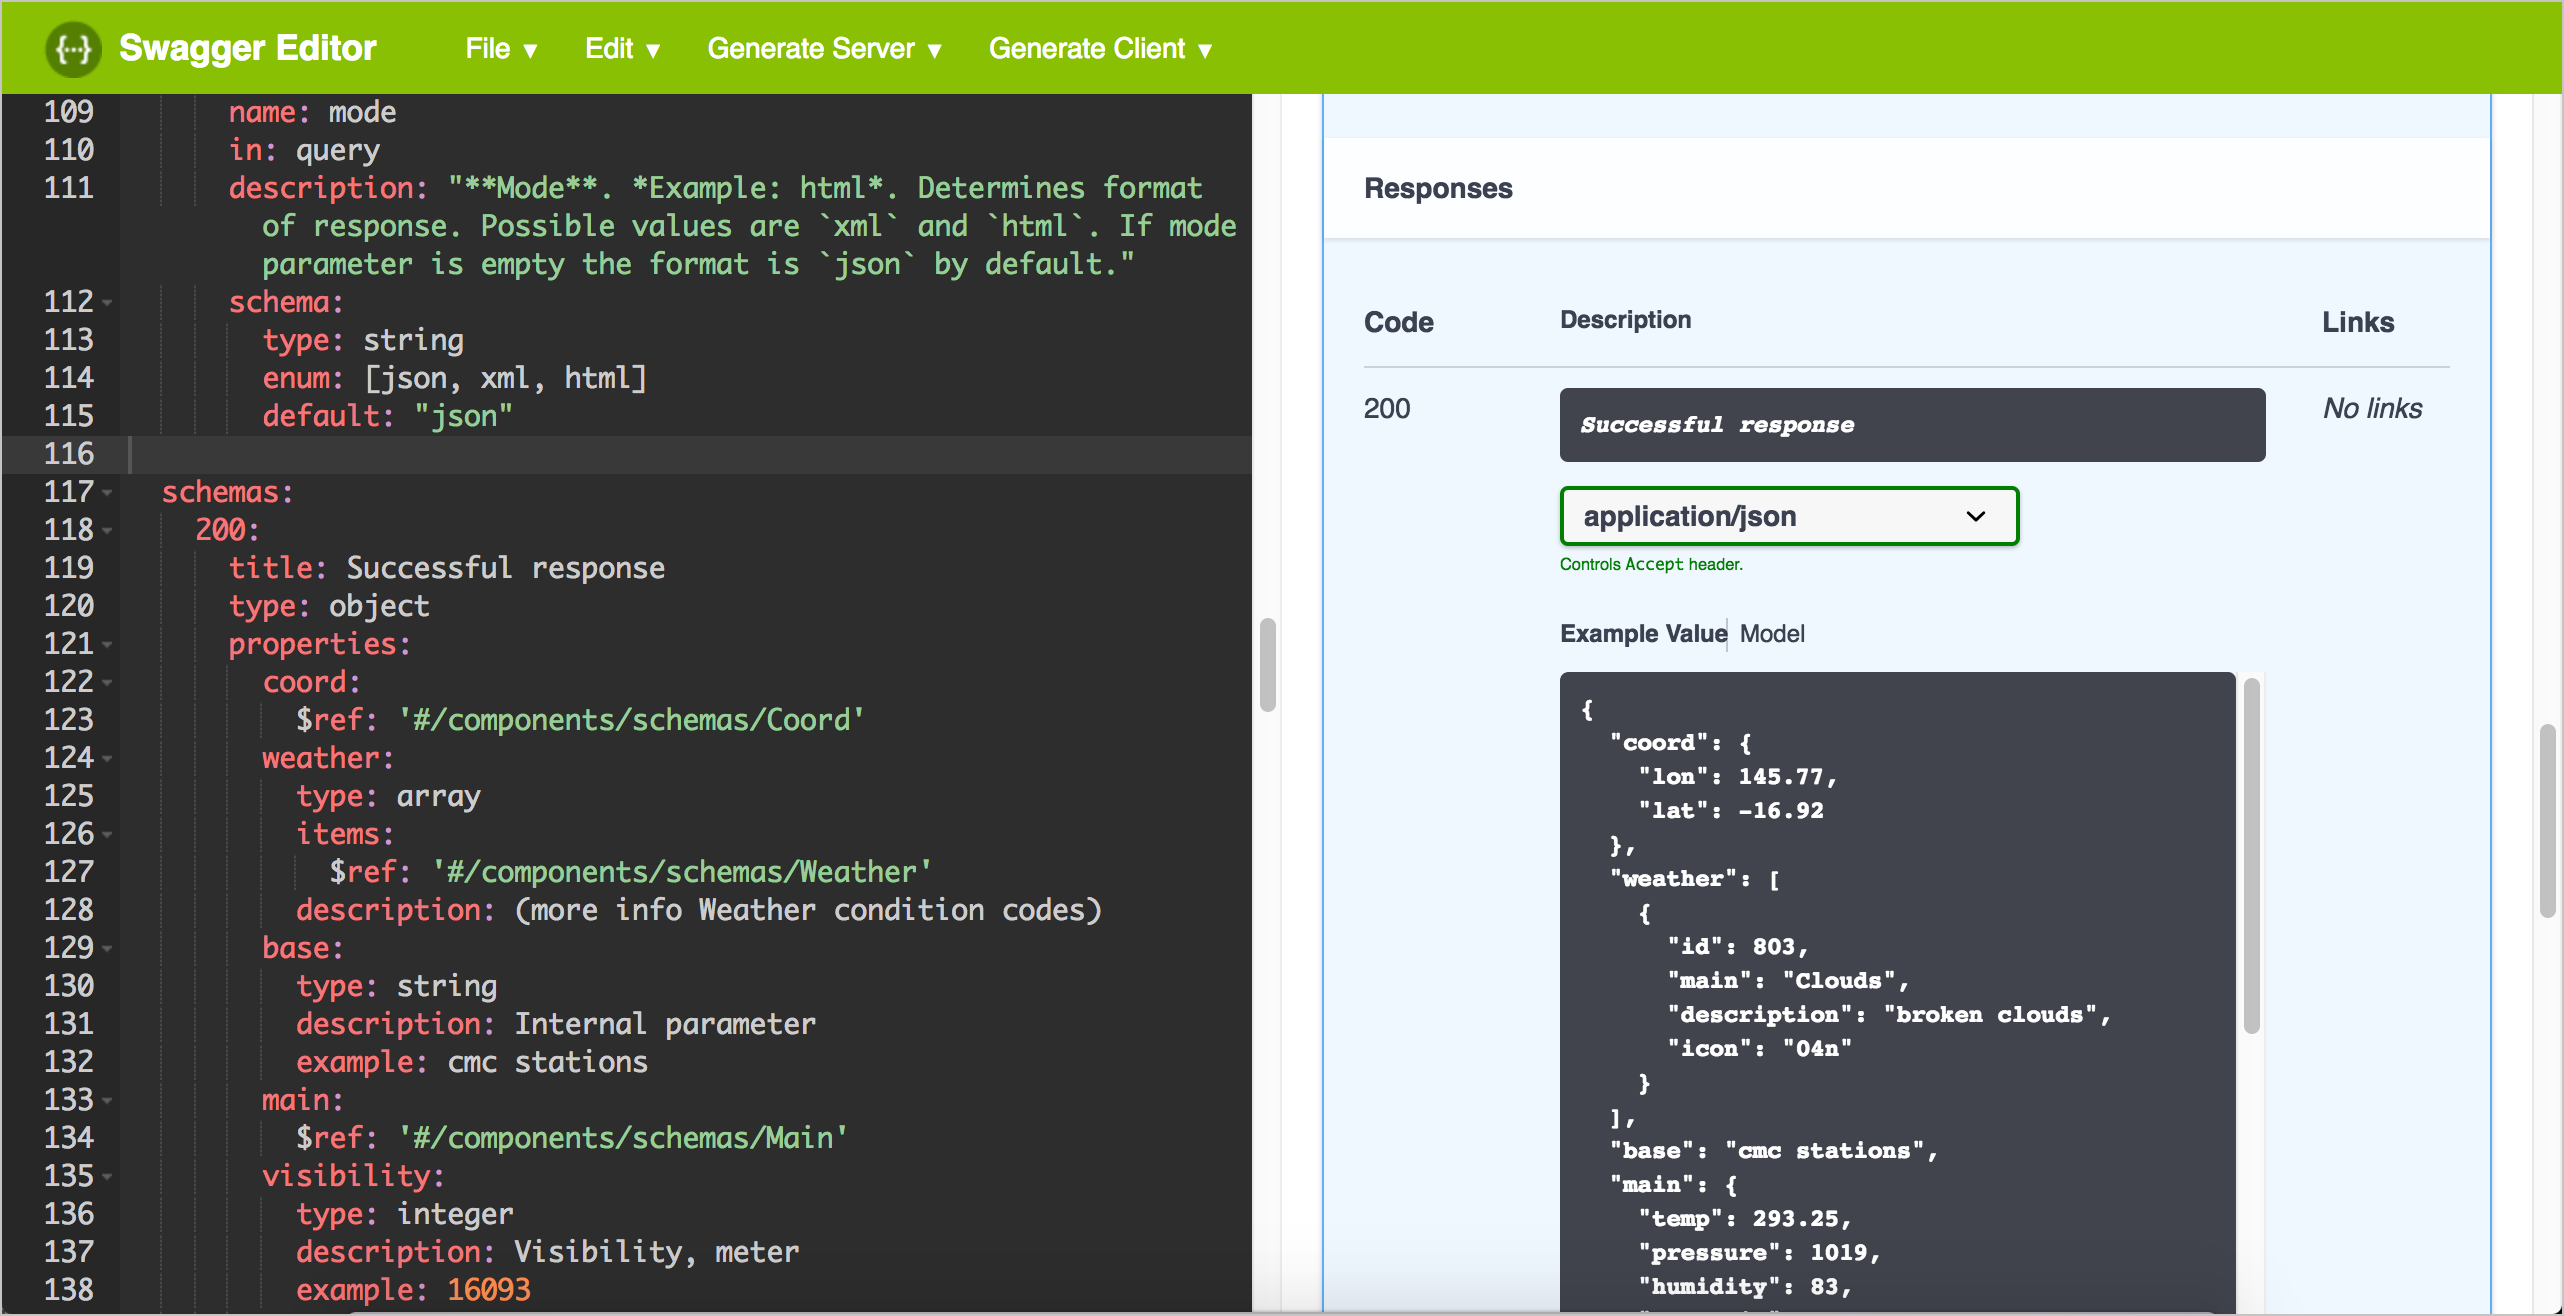 {···} Swagger Editor File ▼ Edit ▼ Generate Server ▼ Generate Client ▼
109 name: mode
110 in: query
111 description: "**Mode**. *Example: html*. Determines format
of response. Possible values are `xml` and `html`. If mode
parameter is empty the format is `json` by default."
112 schema:
113 type: string
114 enum: [json, xml, html]
115 default: "json"
116
117 schemas:
118 200:
119 title: Successful response
120 type: object
121 properties:
122 coord:
123 $ref: '#/components/schemas/Coord'
124 weather:
125 type: array
126 items:
127 $ref: '#/components/schemas/Weather'
128 description: (more info Weather condition codes)
129 base:
130 type: string
131 description: Internal parameter
132 example: cmc stations
133 main:
134 $ref: '#/components/schemas/Main'
135 visibility:
136 type: integer
137 description: Visibility, meter
138 example: 16093
Responses
Code Description Links
200 Successful response No links
application/json
Controls Accept header.
Example Value Model
{
"coord": {
"lon": 145.77,
"lat": -16.92
},
"weather": [
{
"id": 803,
"main": "Clouds",
"description": "broken clouds",
"icon": "04n"
}
],
"base": "cmc stations",
"main": {
"temp": 293.25,
"pressure": 1019,
"humidity": 83,